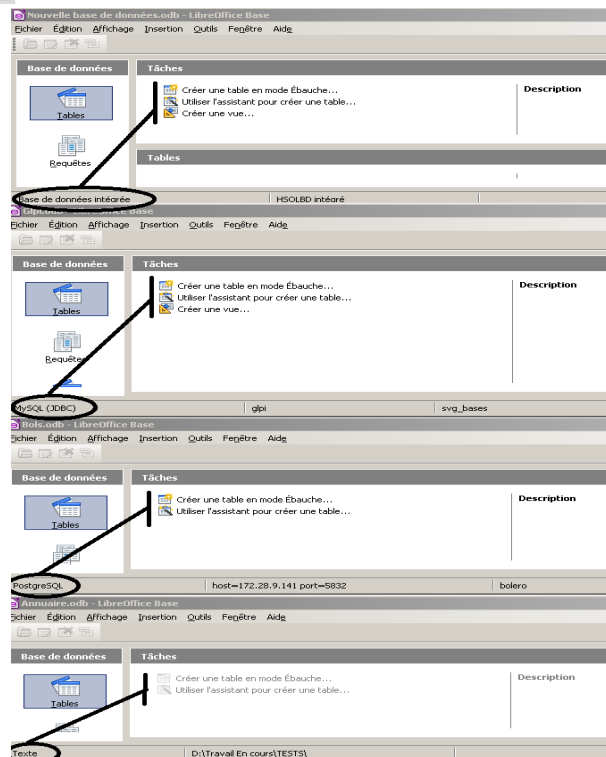 Nouvelle base de données.odb - LibreOffice Base
Fichier Édition Affichage Insertion Outils Fenêtre Aide
Base de données Tâches
Créer une table en mode Ébauche... Description
Utiliser l'assistant pour créer une table...
Tables Créer une vue...
Requêtes Tables
Base de données intégrée HSQLBD intégré
Glpi.odb - LibreOffice Base
Fichier Édition Affichage Insertion Outils Fenêtre Aide
Base de données Tâches
Créer une table en mode Ébauche... Description
Utiliser l'assistant pour créer une table...
Tables Créer une vue...
Requêtes
MySQL (JDBC) glpi svg_bases
Bols.odb - LibreOffice Base
Fichier Édition Affichage Insertion Outils Fenêtre Aide
Base de données Tâches
Créer une table en mode Ébauche... Description
Utiliser l'assistant pour créer une table...
Tables
PostgreSQL host=172.28.9.141 port=5832 bolero
Annuaire.odb - LibreOffice Base
Fichier Édition Affichage Insertion Outils Fenêtre Aide
Base de données Tâches
Créer une table en mode Ébauche... Description
Utiliser l'assistant pour créer une table...
Tables
Texte D:\Travail En cours\TESTS\